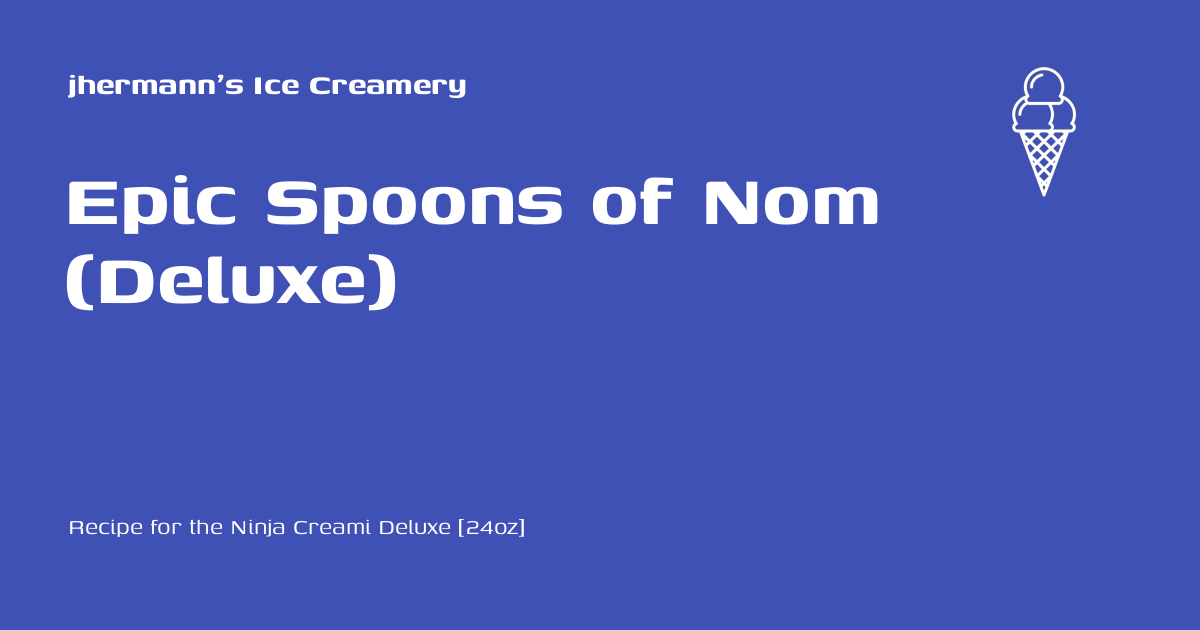 jhermann’s Ice Creamery
Epic Spoons of Nom
(Deluxe)
Recipe for the Ninja Creami Deluxe [24oz]